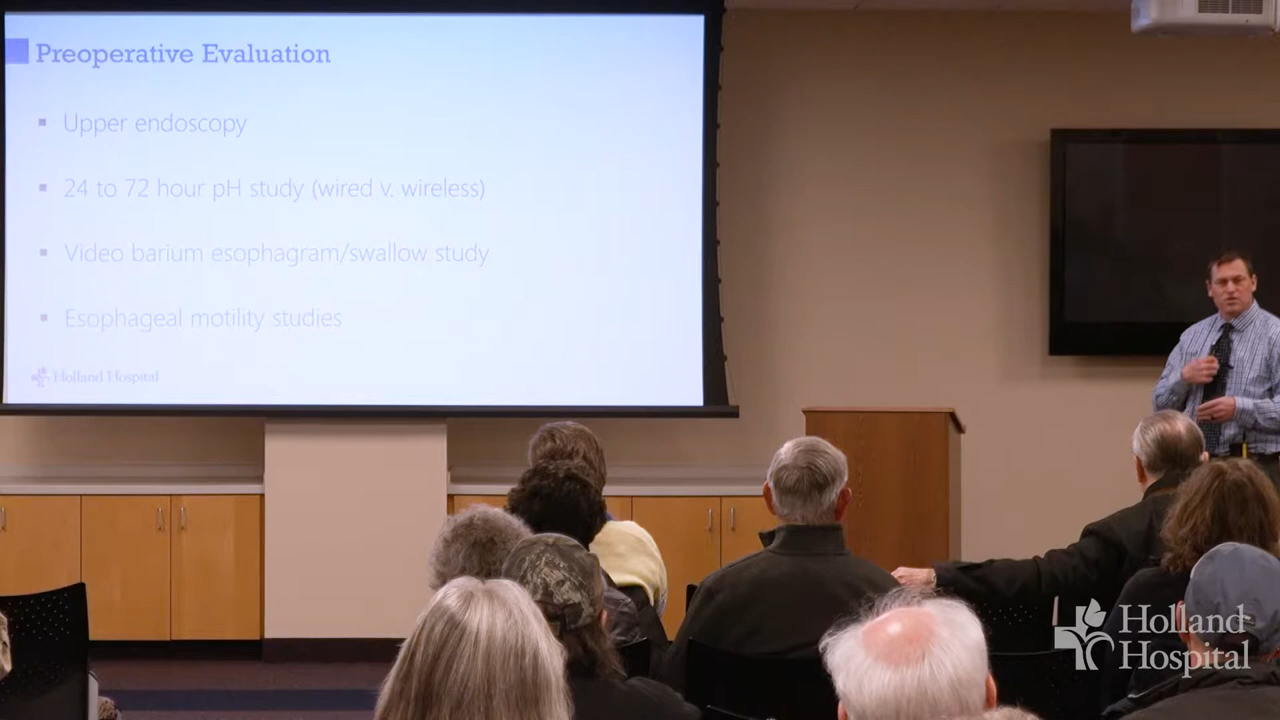 Preoperative Evaluation
▪ Upper endoscopy
▪ 24 to 72 hour pH study (wired v. wireless)
▪ Video barium esophagram/swallow study
▪ Esophageal motility studies
Holland Hospital
Holland
Hospital